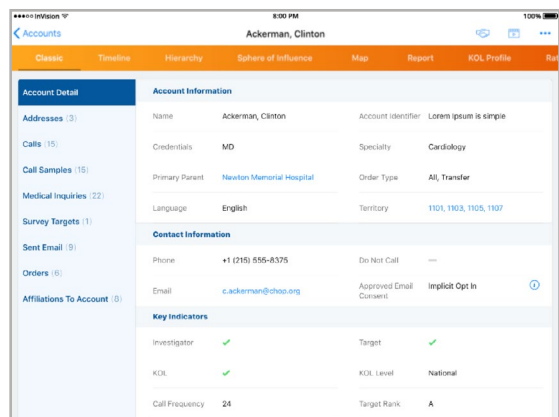 InVision
8:00 PM
100%
Accounts
Ackerman, Clinton
Classic Timeline Hierarchy Sphere of Influence Map Report KOL Profile Rat
Account Detail
Addresses (3)
Calls (15)
Call Samples (15)
Medical Inquiries (22)
Survey Targets (1)
Sent Email (9)
Orders (6)
Affiliations To Account (8)
Account Information
Name Ackerman, Clinton Account Identifier Lorem Ipsum is simple
Credentials MD Specialty Cardiology
Primary Parent Newton Memorial Hospital Order Type All, Transfer
Language English Territory 1101, 1103, 1105, 1107
Contact Information
Phone +1 (215) 555-8375 Do Not Call —
Email c.ackerman@chop.org Approved Email Consent Implicit Opt In
Key Indicators
Investigator Target
KOL KOL Level National
Call Frequency 24 Target Rank A